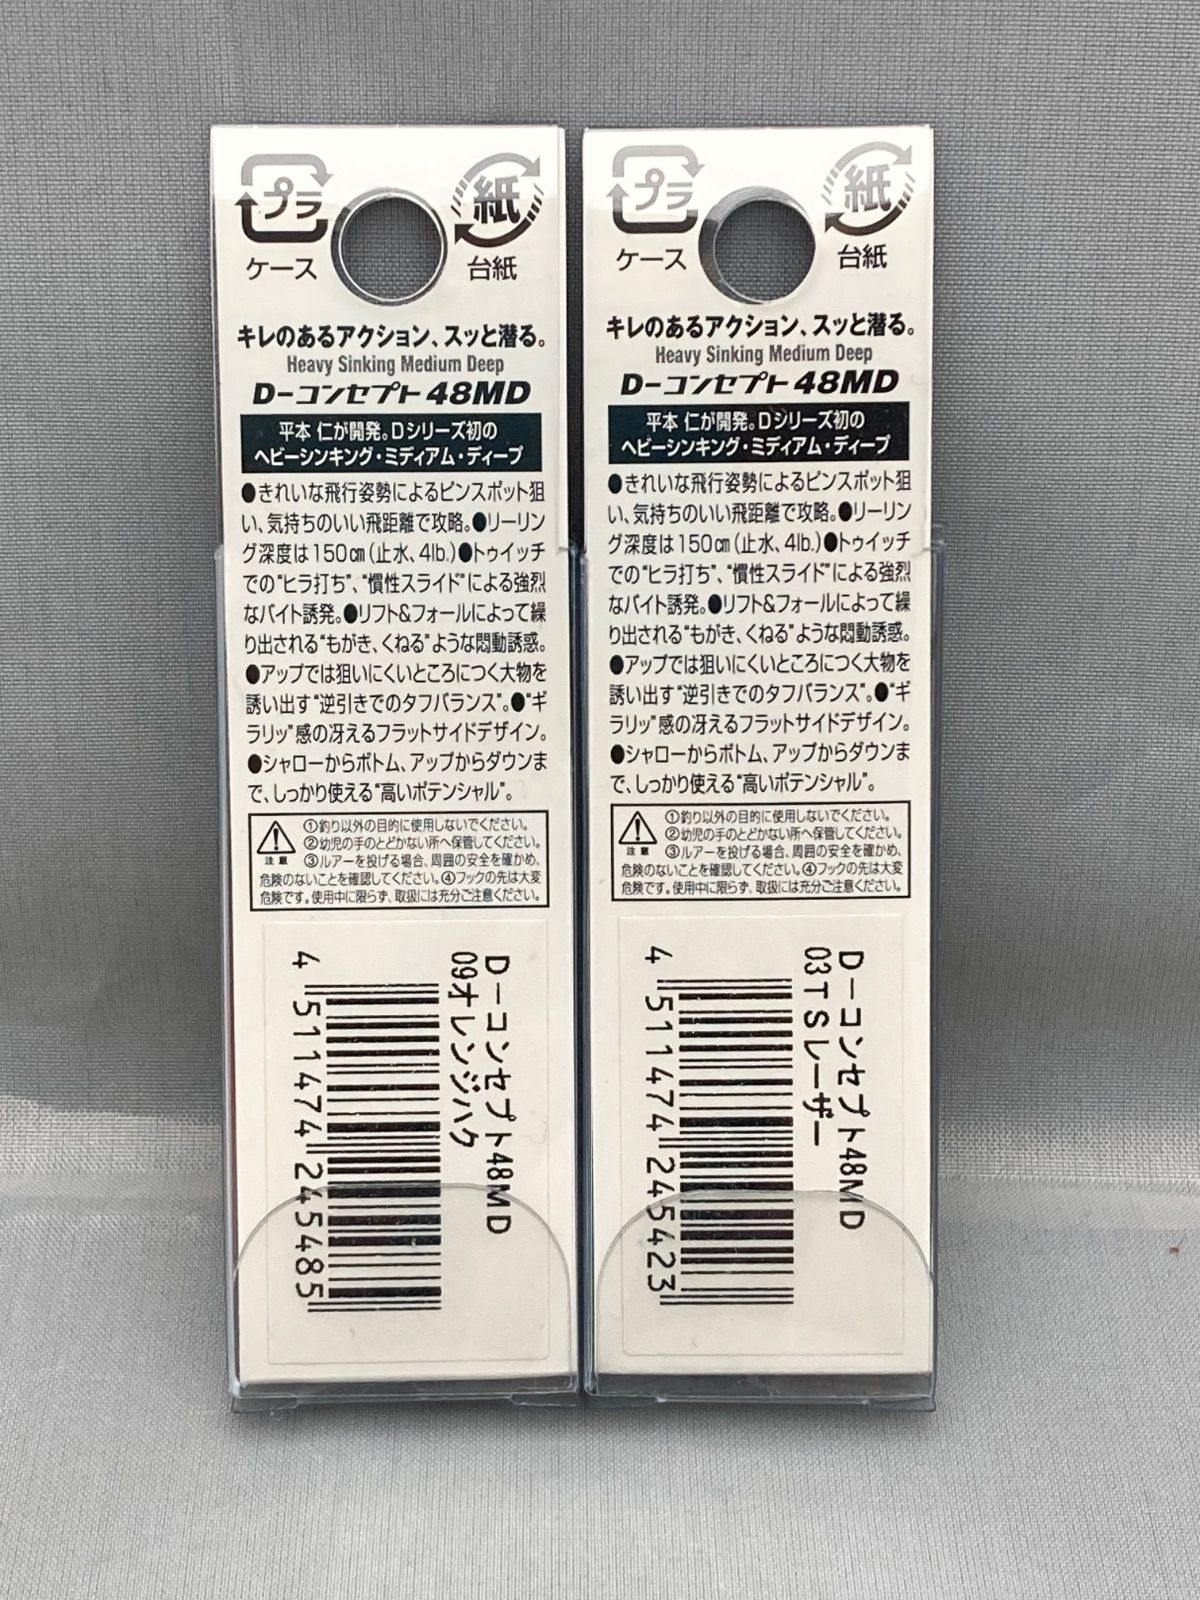 プラ
ケース
紙
台紙
キレのあるアクション、スッと潜る。
Heavy Sinking Medium Deep
D-コンセプト48MD
平本 仁が開発。Dシリーズ初の
ヘビーシンキング・ミディアム・ディープ
●きれいな飛行姿勢によるピンスポット狙
い、気持ちのいい飛距離で攻略。●リーリン
グ深度は150㎝(止水、4lb.)●トゥイッチ
での"ヒラ打ち"、"慣性スライド"による強烈
なバイト誘発。●リフト&フォールによって繰
り出される"もがき、くねる"ような悶動誘惑。
●アップでは狙いにくいところにつく大物を
誘い出す"逆引きでのタフバランス"。●"ギ
ラリッ"感の冴えるフラットサイドデザイン。
●シャローからボトム、アップからダウンま
で、しっかり使える"高いポテンシャル"。
注意
①釣り以外の目的に使用しないでください。
②幼児の手のとどかない所へ保管してください。
③ルアーを投げる場合、周囲の安全を確かめ、
危険のないことを確認してください。④フックの先は大変
危険です。使用中に限らず、取扱には充分ご注意ください。
D-コンセプト48MD
09オレンジハク
4 511474 245485
プラ
ケース
紙
台紙
キレのあるアクション、スッと潜る。
Heavy Sinking Medium Deep
D-コンセプト48MD
平本 仁が開発。Dシリーズ初の
ヘビーシンキング・ミディアム・ディープ
●きれいな飛行姿勢によるピンスポット狙
い、気持ちのいい飛距離で攻略。●リーリン
グ深度は150㎝(止水、4lb.)●トゥイッチ
での"ヒラ打ち"、"慣性スライド"による強烈
なバイト誘発。●リフト&フォールによって繰
り出される"もがき、くねる"ような悶動誘惑。
●アップでは狙いにくいところにつく大物を
誘い出す"逆引きでのタフバランス"。●"ギ
ラリッ"感の冴えるフラットサイドデザイン。
●シャローからボトム、アップからダウンま
で、しっかり使える"高いポテンシャル"。
注意
①釣り以外の目的に使用しないでください。
②幼児の手のとどかない所へ保管してください。
③ルアーを投げる場合、周囲の安全を確かめ、
危険のないことを確認してください。④フックの先は大変
危険です。使用中に限らず、取扱には充分ご注意ください。
D-コンセプト48MD
03TSレーザー
4 511474 245423